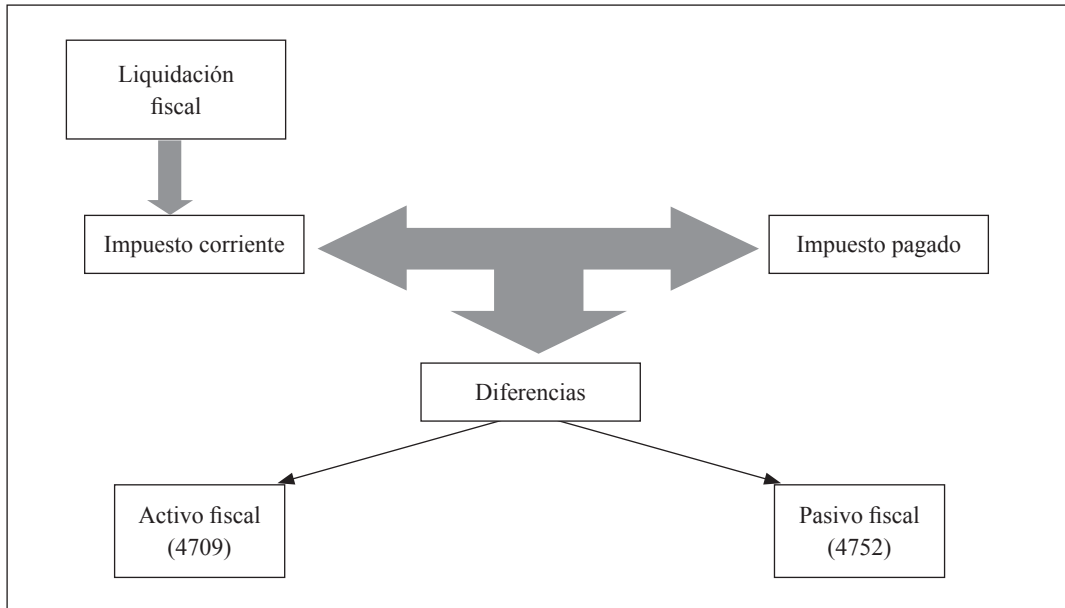 Liquidación
fiscal
Impuesto corriente
Impuesto pagado
Diferencias
Activo fiscal
(4709)
Pasivo fiscal
(4752)